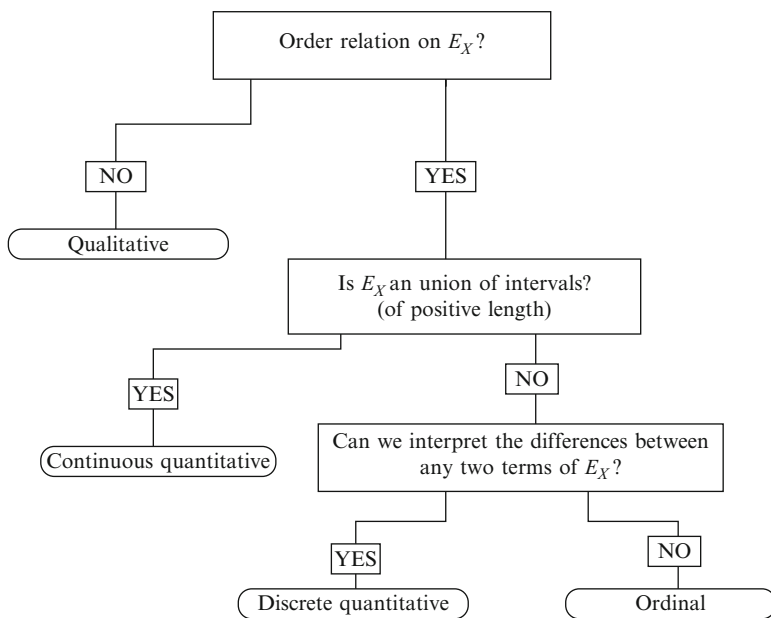 Order relation on E_X?
NO
YES
Qualitative
Is E_X an union of intervals?
(of positive length)
YES
NO
Continuous quantitative
Can we interpret the differences between
any two terms of E_X?
YES
NO
Discrete quantitative
Ordinal